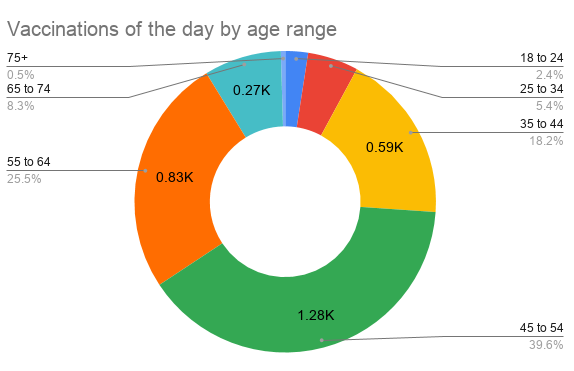 Vaccinations of the day by age range
75+
0.5%
65 to 74
8.3%
55 to 64
25.5%
18 to 24
2.4%
25 to 34
5.4%
35 to 44
18.2%
45 to 54
39.6%
0.27K
0.59K
0.83K
1.28K